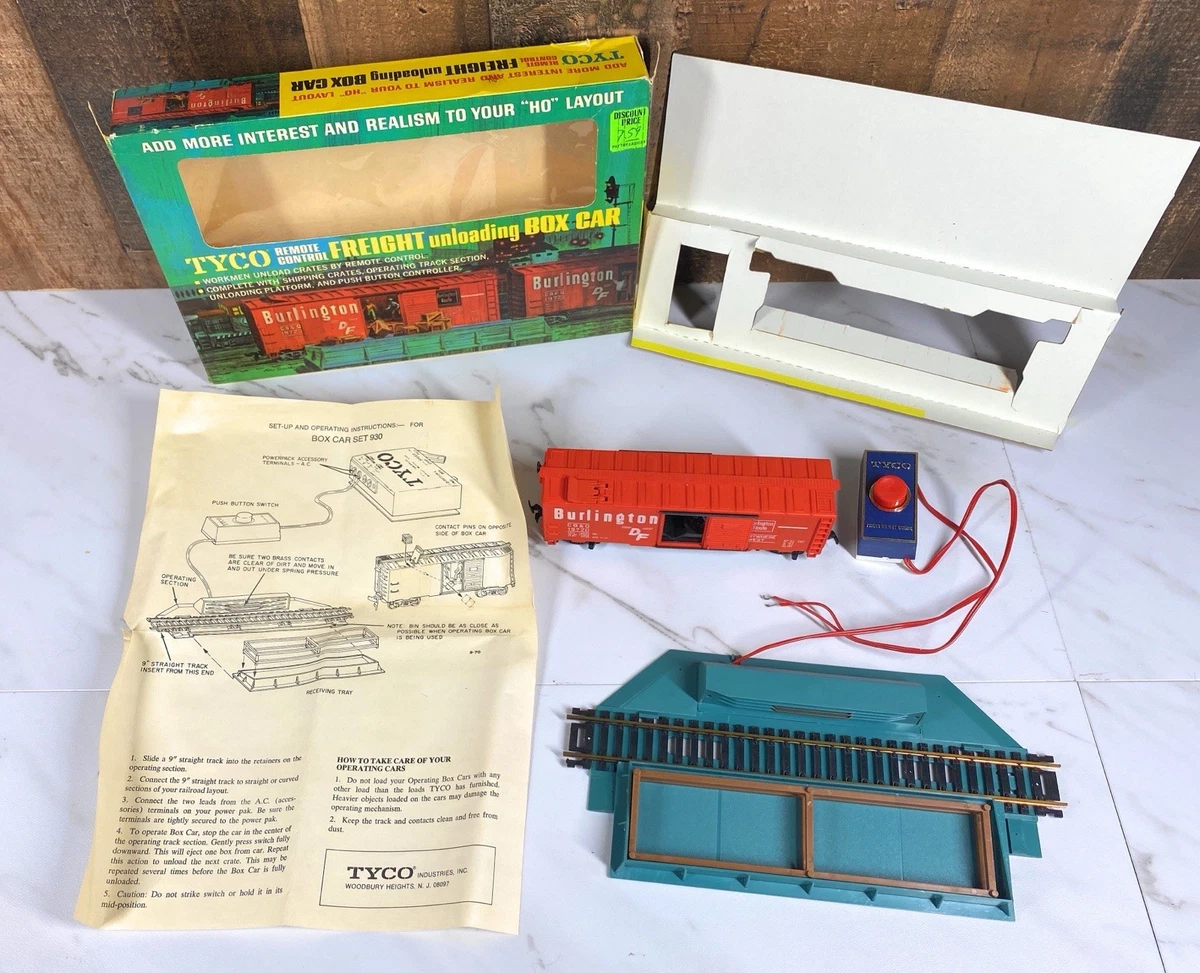 TYCO REMOTE CONTROL FREIGHT unloading BOX CAR
ADD MORE INTEREST AND REALISM TO YOUR "HO" LAYOUT
Burlington
ADD MORE INTEREST AND REALISM TO YOUR "HO" LAYOUT
DISCOUNT
PRICE
7.59
TYCO REMOTE CONTROL FREIGHT unloading BOX CAR
• WORKMEN UNLOAD CRATES BY REMOTE CONTROL.
• COMPLETE WITH SHIPPING CRATES, OPERATING TRACK SECTION,
UNLOADING PLATFORM, AND PUSH BUTTON CONTROLLER.
Burlington
DF
Burlington
DF
SET-UP AND OPERATING INSTRUCTIONS:— FOR
BOX CAR SET 930
POWERPACK ACCESSORY
TERMINALS - A.C.
TYCO
PUSH BUTTON SWITCH
CONTACT PINS ON OPPOSITE
SIDE OF BOX CAR
BE SURE TWO BRASS CONTACTS
ARE CLEAR OF DIRT AND MOVE IN
AND OUT UNDER SPRING PRESSURE
OPERATING
SECTION
NOTE: BIN SHOULD BE AS CLOSE AS
POSSIBLE WHEN OPERATING BOX CAR
IS BEING USED
9" STRAIGHT TRACK
INSERT FROM THIS END
RECEIVING TRAY
1. Slide a 9" straight track into the retainers on the
operating section.
2. Connect the 9" straight track to straight or curved
sections of your railroad layout.
3. Connect the two leads from the A.C. (acces-
sories) terminals on your power pak. Be sure the
terminals are tightly secured to the power pak.
4. To operate Box Car, stop the car in the center of
the operating track section. Gently press switch fully
downward. This will eject one box from car. Repeat
this action to unload the next crate. This may be
repeated several times before the Box Car is fully
unloaded.
5. Caution: Do not strike switch or hold it in its
mid-position.
HOW TO TAKE CARE OF YOUR
OPERATING CARS
1. Do not load your Operating Box Cars with any
other load than the loads TYCO has furnished.
Heavier objects loaded on the cars may damage the
operating mechanism.
2. Keep the track and contacts clean and free from
dust.
TYCO® INDUSTRIES, INC.
WOODBURY HEIGHTS, N. J. 08097
Burlington
DF
TYCO